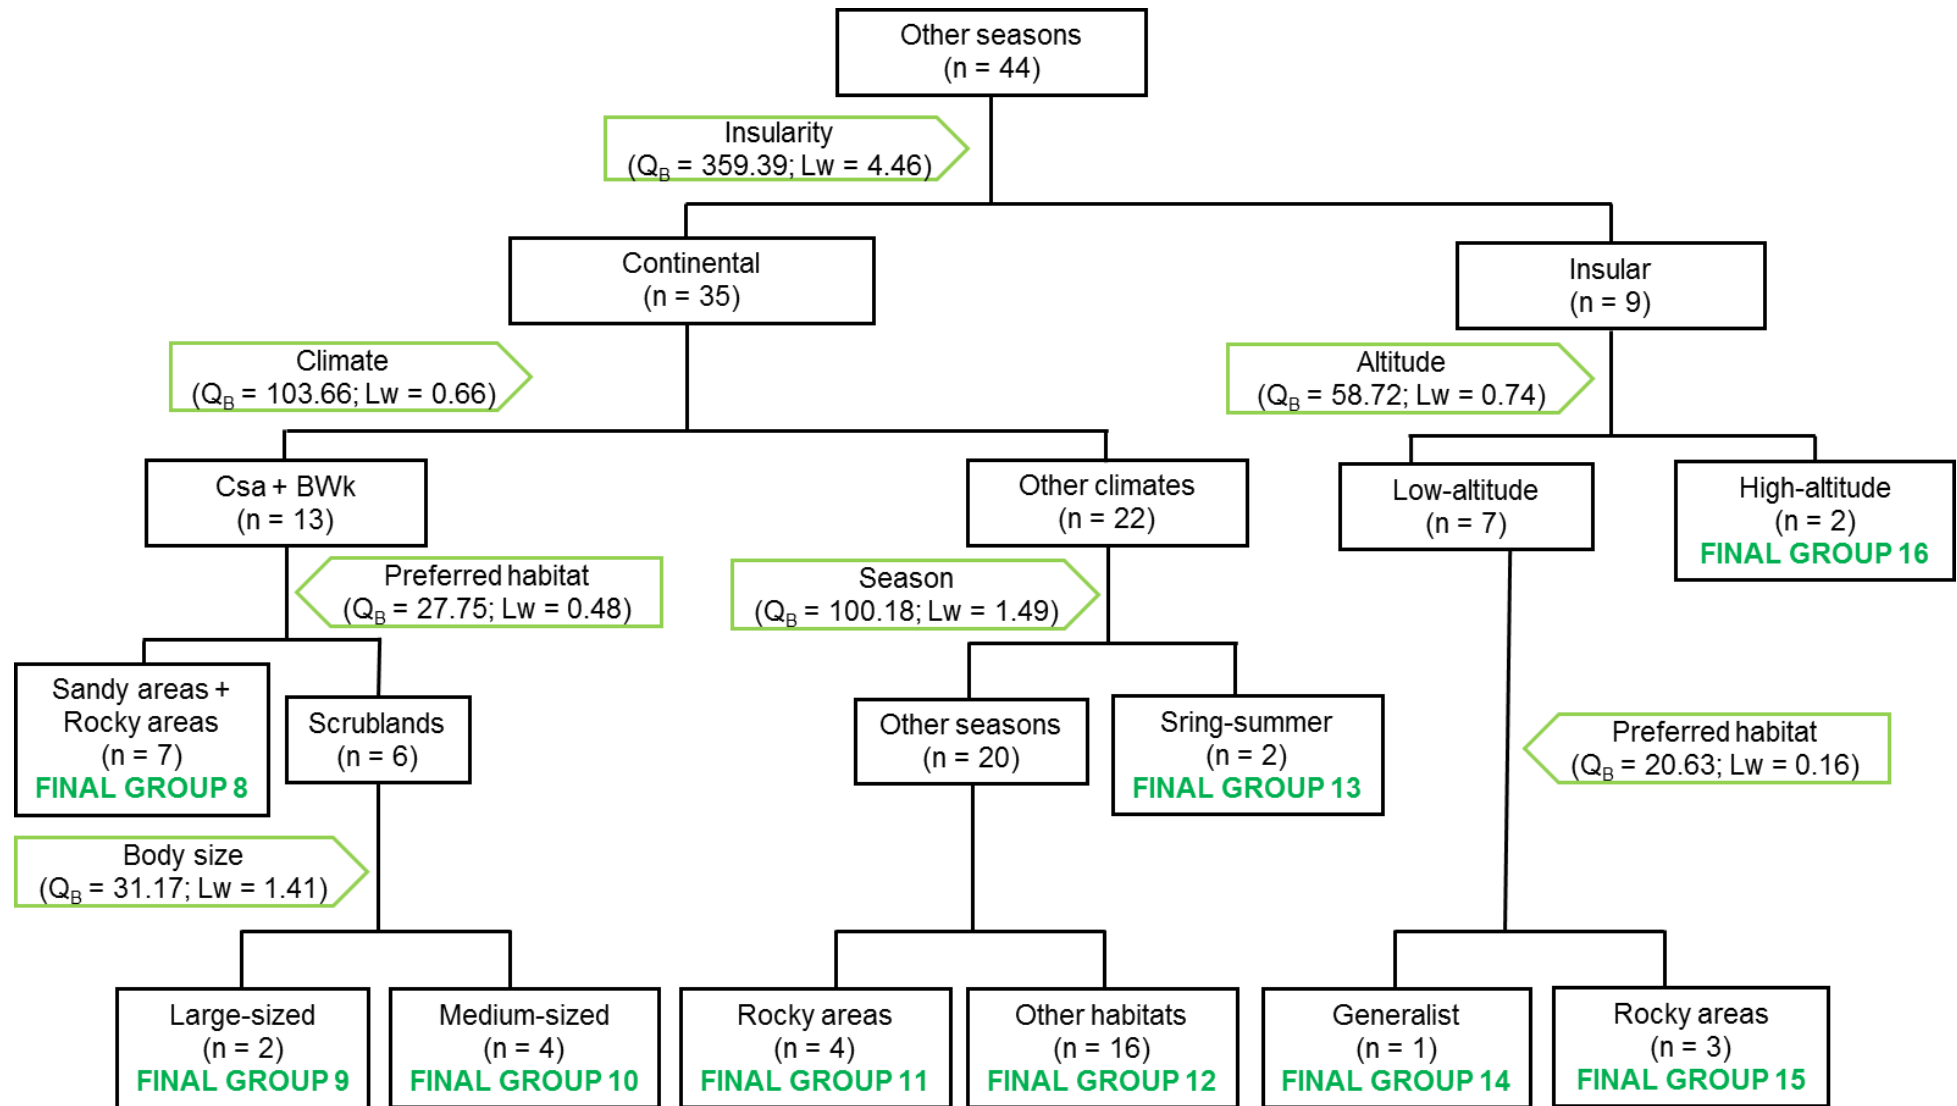 Other seasons
(n = 44)
Insularity
(QB = 359.39; Lw = 4.46)
Continental
(n = 35)
Insular
(n = 9)
Climate
(QB = 103.66; Lw = 0.66)
Altitude
(QB = 58.72; Lw = 0.74)
Csa + BWk
(n = 13)
Other climates
(n = 22)
Low-altitude
(n = 7)
High-altitude
(n = 2)
FINAL GROUP 16
Preferred habitat
(QB = 27.75; Lw = 0.48)
Season
(QB = 100.18; Lw = 1.49)
Sandy areas +
Rocky areas
(n = 7)
FINAL GROUP 8
Scrublands
(n = 6)
Other seasons
(n = 20)
Sring-summer
(n = 2)
FINAL GROUP 13
Preferred habitat
(QB = 20.63; Lw = 0.16)
Body size
(QB = 31.17; Lw = 1.41)
Large-sized
(n = 2)
FINAL GROUP 9
Medium-sized
(n = 4)
FINAL GROUP 10
Rocky areas
(n = 4)
FINAL GROUP 11
Other habitats
(n = 16)
FINAL GROUP 12
Generalist
(n = 1)
FINAL GROUP 14
Rocky areas
(n = 3)
FINAL GROUP 15